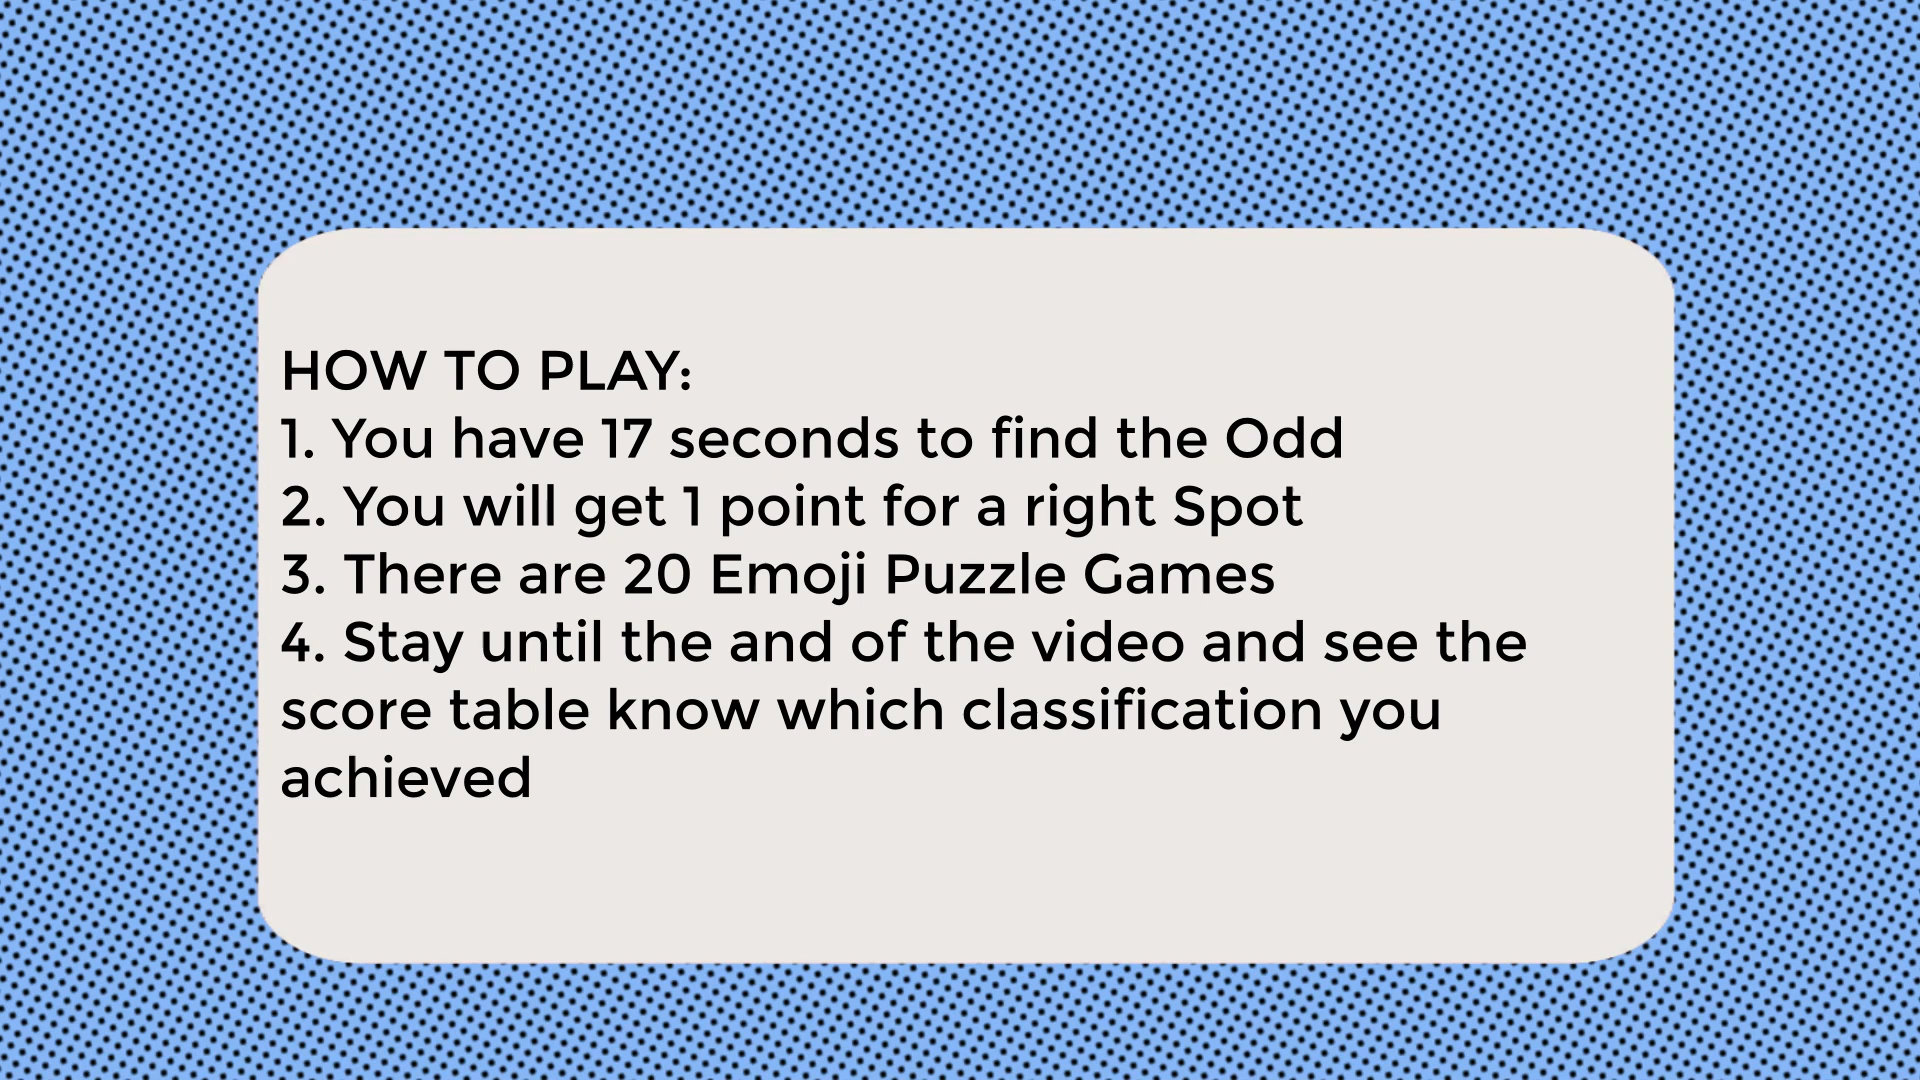 HOW TO PLAY:
1. You have 17 seconds to find the Odd
2. You will get 1 point for a right Spot
3. There are 20 Emoji Puzzle Games
4. Stay until the and of the video and see the
score table know which classification you
achieved